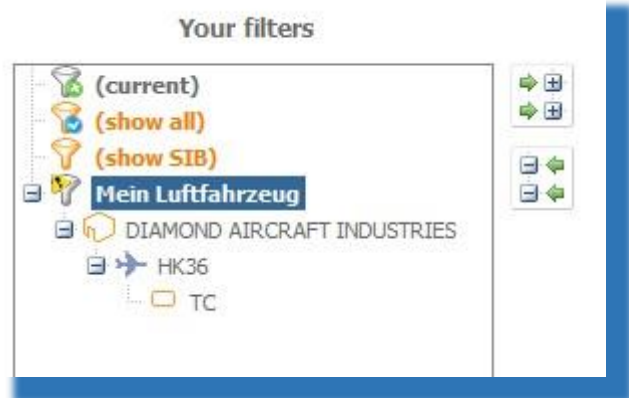 Your filters
(current)
(show all)
(show SIB)
Mein Luftfahrzeug
DIAMOND AIRCRAFT INDUSTRIES
HK36
TC